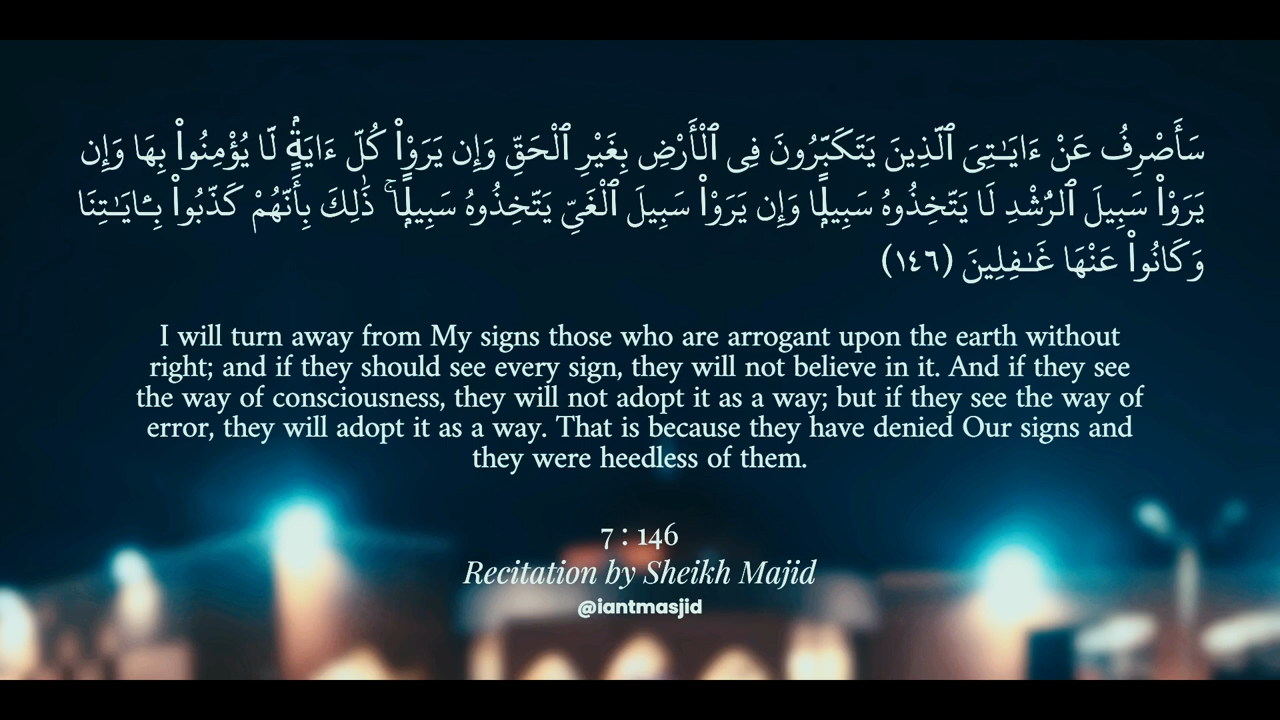 سَأَصْرِفُ عَنْ ءَايَـٰتِىَ ٱلَّذِينَ يَتَكَبَّرُونَ فِى ٱلْأَرْضِ بِغَيْرِ ٱلْحَقِّ وَإِن يَرَوْا۟ كُلَّ ءَايَةٍۢ لَّا يُؤْمِنُوا۟ بِهَا وَإِن
يَرَوْا۟ سَبِيلَ ٱلرُّشْدِ لَا يَتَّخِذُوهُ سَبِيلًۭا وَإِن يَرَوْا۟ سَبِيلَ ٱلْغَىِّ يَتَّخِذُوهُ سَبِيلًۭا ۚ ذَٰلِكَ بِأَنَّهُمْ كَذَّبُوا۟ بِـَٔايَـٰتِنَا
وَكَانُوا۟ عَنْهَا غَـٰفِلِينَ (١٤٦)
I will turn away from My signs those who are arrogant upon the earth without
right; and if they should see every sign, they will not believe in it. And if they see
the way of consciousness, they will not adopt it as a way; but if they see the way of
error, they will adopt it as a way. That is because they have denied Our signs and
they were heedless of them.
7 : 146
Recitation by Sheikh Majid
@iantmasjid